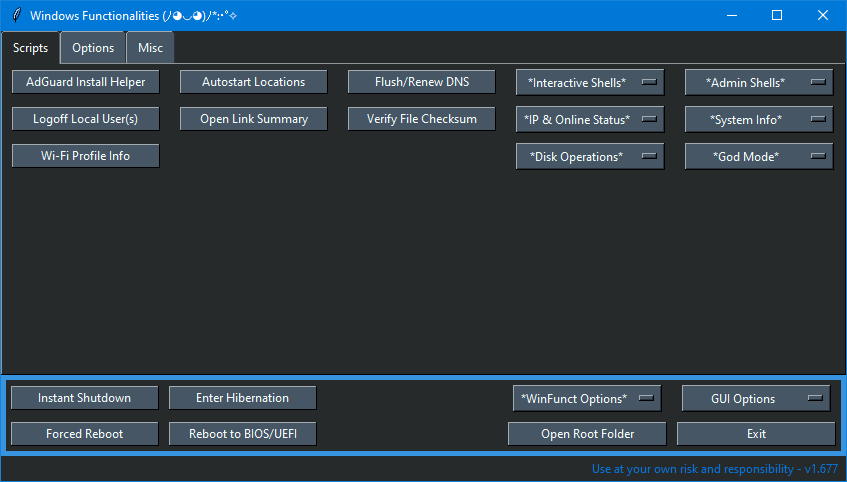 Windows Functionalities (ﾉ◕◡◕)ﾉ*:･ﾟ✧
Scripts Options Misc
AdGuard Install Helper Autostart Locations Flush/Renew DNS *Interactive Shells* *Admin Shells*
Logoff Local User(s) Open Link Summary Verify File Checksum *IP & Online Status* *System Info*
Wi-Fi Profile Info *Disk Operations* *God Mode*
Instant Shutdown Enter Hibernation *WinFunct Options* GUI Options
Forced Reboot Reboot to BIOS/UEFI Open Root Folder Exit
Use at your own risk and responsibility - v1.677